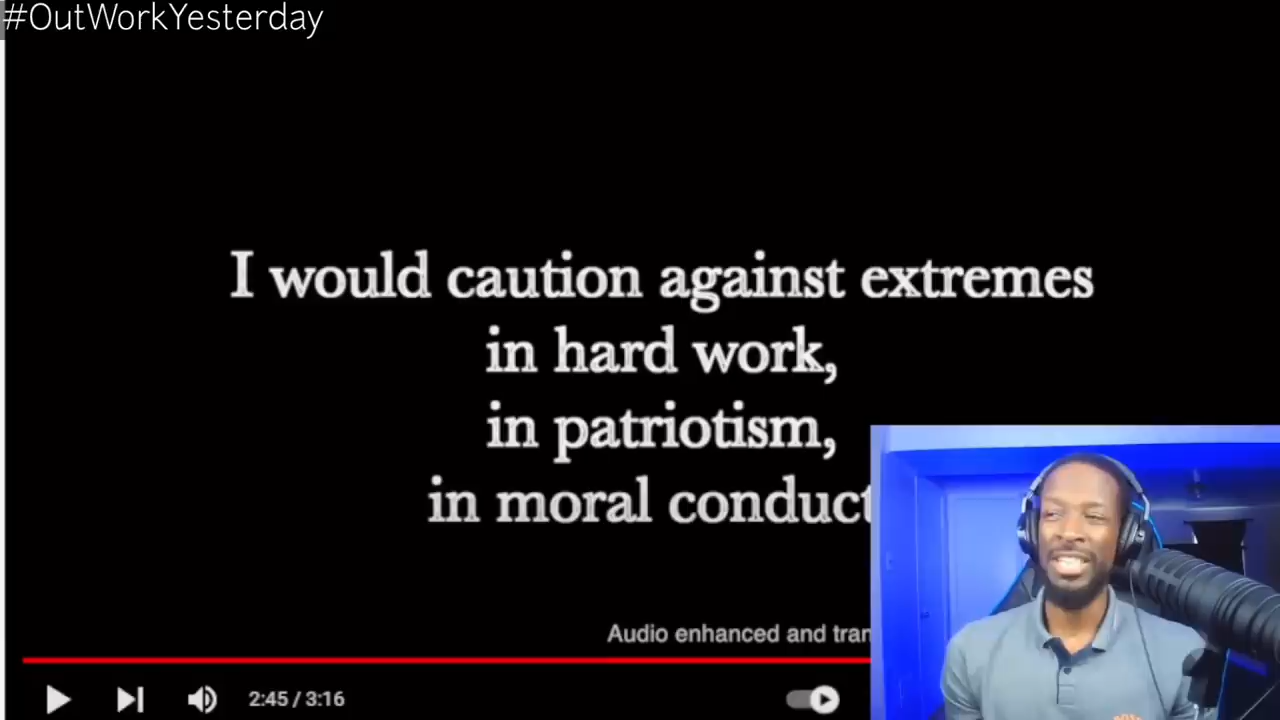 #OutWorkYesterday
I would caution against extremes
in hard work,
in patriotism,
in moral conduct
Audio enhanced and tran
2:45 / 3:16